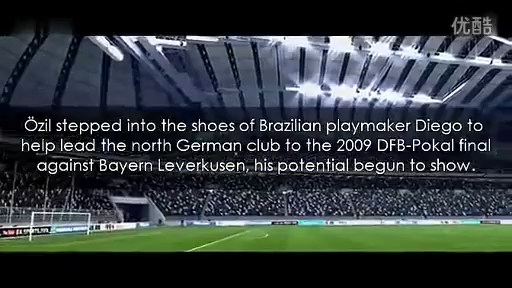 优酷
Özil stepped into the shoes of Brazilian playmaker Diego to
help lead the north German club to the 2009 DFB-Pokal final
against Bayern Leverkusen, his potential begun to show.